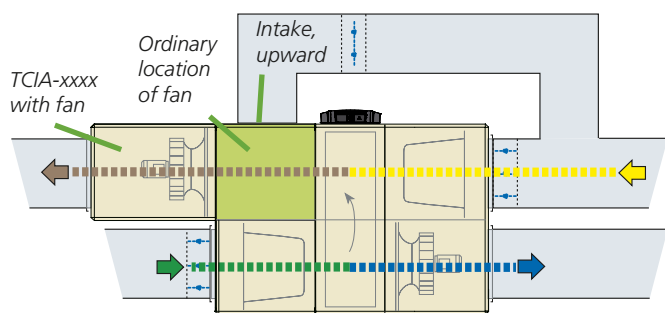 TCIA-xxxx
with fan
Ordinary
location
of fan
Intake,
upward